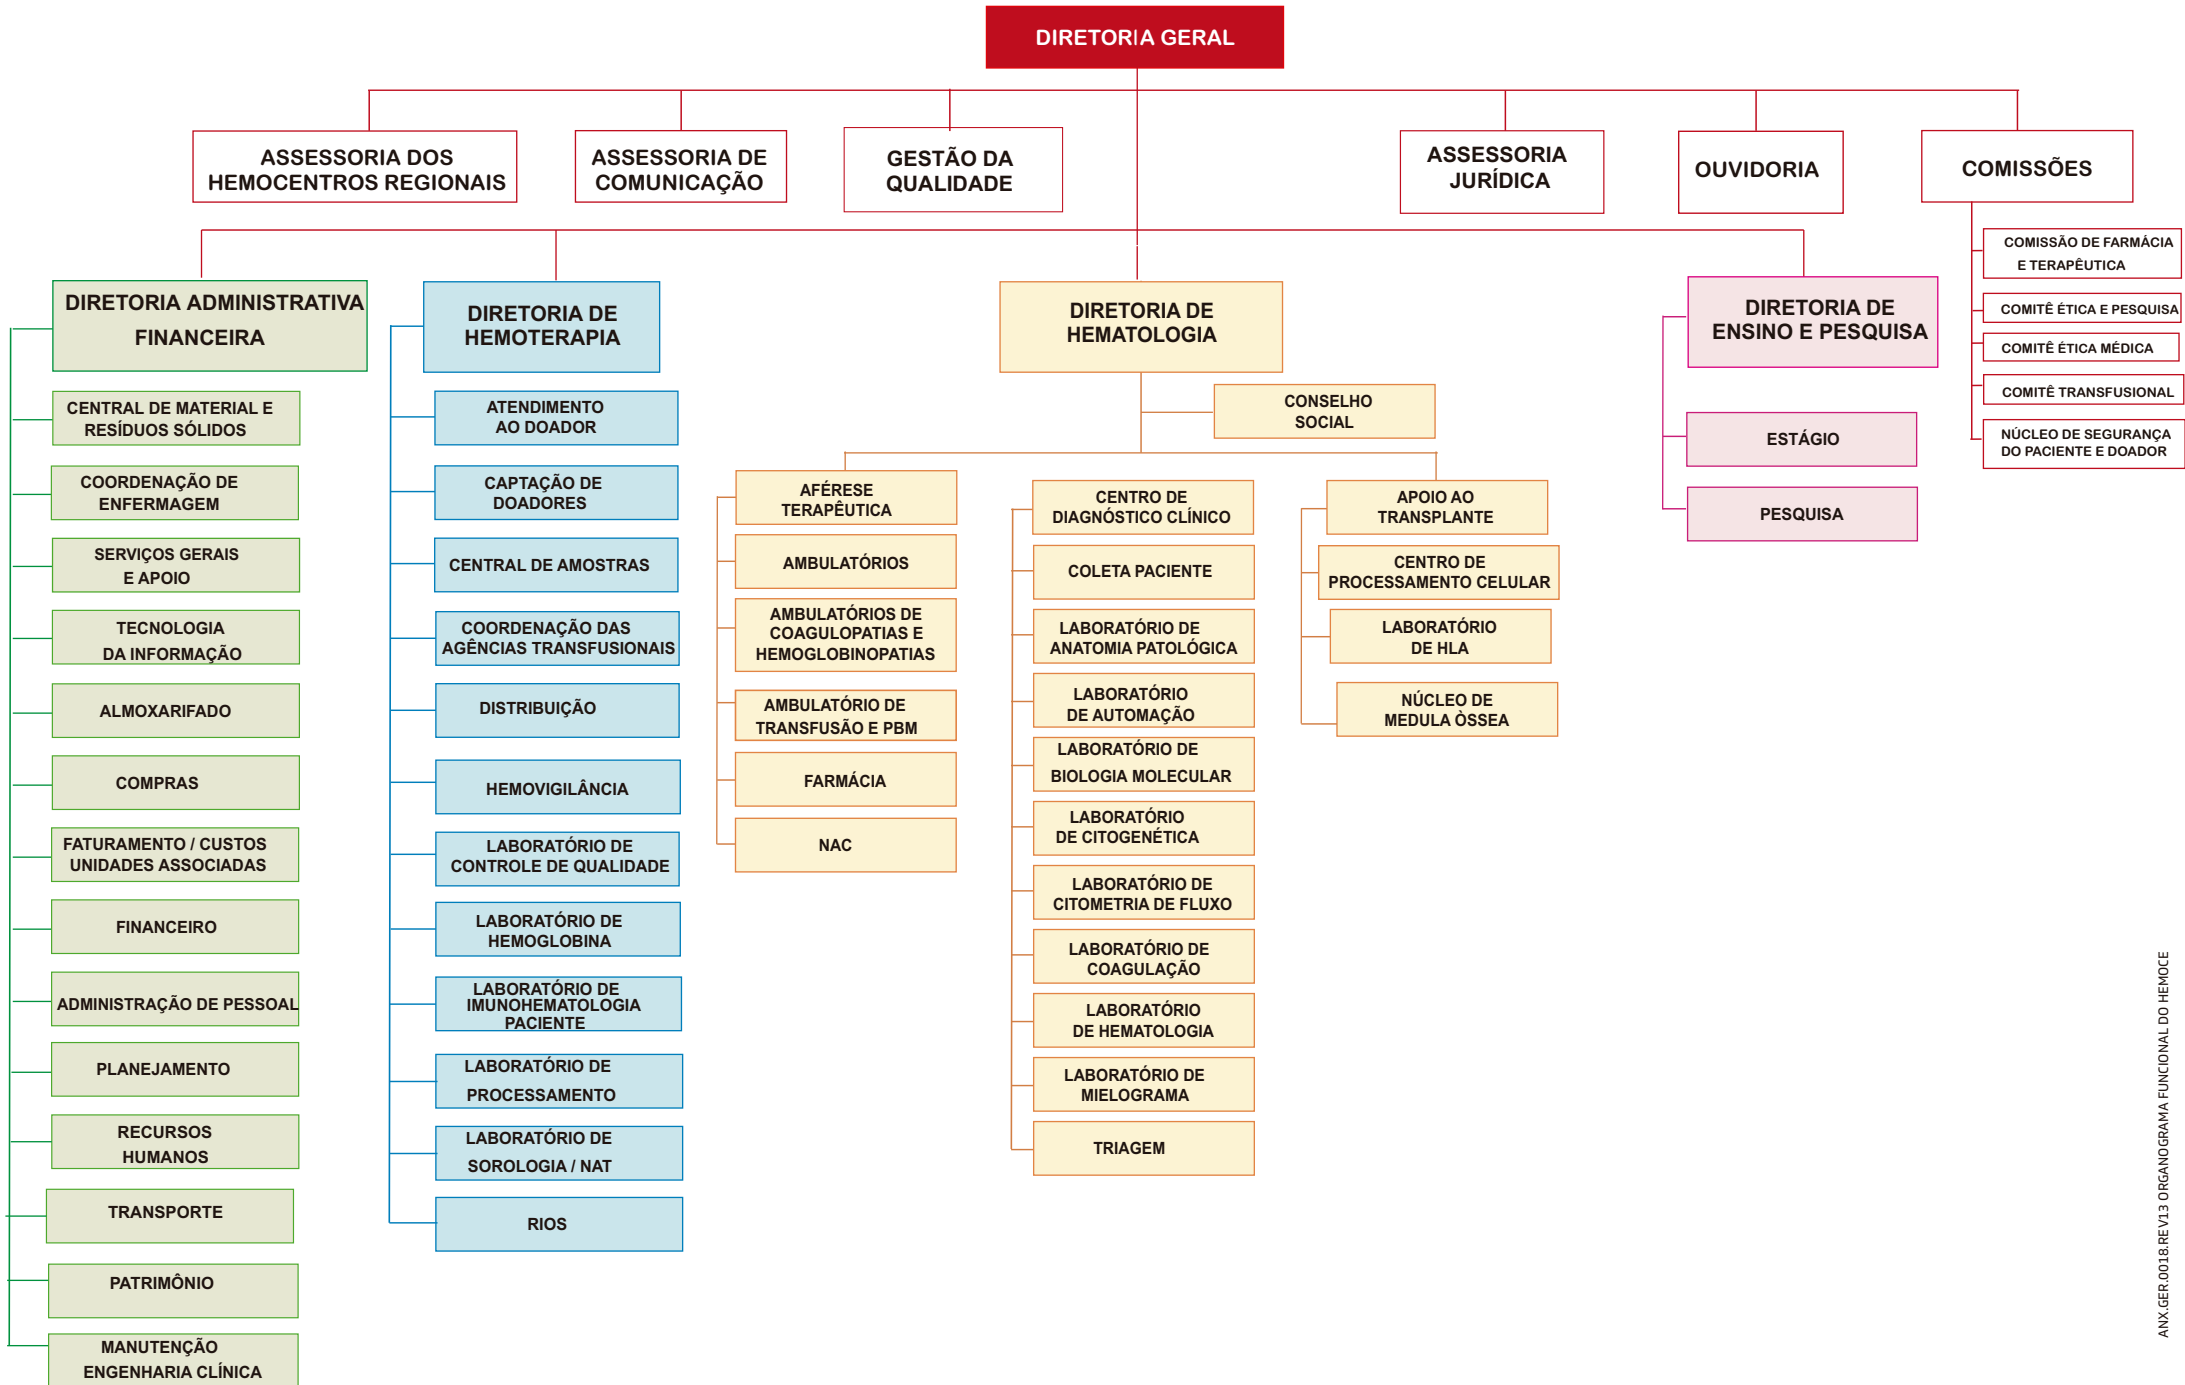 DIRETORIA GERAL
ASSESSORIA DOS
HEMOCENTROS REGIONAIS
ASSESSORIA DE
COMUNICAÇÃO
GESTÃO DA
QUALIDADE
ASSESSORIA
JURÍDICA
OUVIDORIA
COMISSÕES
COMISSÃO DE FARMÁCIA
E TERAPÊUTICA
COMITÊ ÉTICA E PESQUISA
COMITÊ ÉTICA MÉDICA
COMITÊ TRANSFUSIONAL
NÚCLEO DE SEGURANÇA
DO PACIENTE E DOADOR
DIRETORIA ADMINISTRATIVA
FINANCEIRA
CENTRAL DE MATERIAL E
RESÍDUOS SÓLIDOS
COORDENAÇÃO DE
ENFERMAGEM
SERVIÇOS GERAIS
E APOIO
TECNOLOGIA
DA INFORMAÇÃO
ALMOXARIFADO
COMPRAS
FATURAMENTO / CUSTOS
UNIDADES ASSOCIADAS
FINANCEIRO
ADMINISTRAÇÃO DE PESSOAL
PLANEJAMENTO
RECURSOS
HUMANOS
TRANSPORTE
PATRIMÔNIO
MANUTENÇÃO
ENGENHARIA CLÍNICA
DIRETORIA DE
HEMOTERAPIA
ATENDIMENTO
AO DOADOR
CAPTAÇÃO DE
DOADORES
CENTRAL DE AMOSTRAS
COORDENAÇÃO DAS
AGÊNCIAS TRANSFUSIONAIS
DISTRIBUIÇÃO
HEMOVIGILÂNCIA
LABORATÓRIO DE
CONTROLE DE QUALIDADE
LABORATÓRIO DE
HEMOGLOBINA
LABORATÓRIO DE
IMUNOHEMATOLOGIA
PACIENTE
LABORATÓRIO DE
PROCESSAMENTO
LABORATÓRIO DE
SOROLOGIA / NAT
RIOS
DIRETORIA DE
HEMATOLOGIA
CONSELHO
SOCIAL
AFÉRESE
TERAPÊUTICA
AMBULATÓRIOS
AMBULATÓRIOS DE
COAGULOPATIAS E
HEMOGLOBINOPATIAS
AMBULATÓRIO DE
TRANSFUSÃO E PBM
FARMÁCIA
NAC
CENTRO DE
DIAGNÓSTICO CLÍNICO
COLETA PACIENTE
LABORATÓRIO DE
ANATOMIA PATOLÓGICA
LABORATÓRIO
DE AUTOMAÇÃO
LABORATÓRIO DE
BIOLOGIA MOLECULAR
LABORATÓRIO
DE CITOGENÉTICA
LABORATÓRIO DE
CITOMETRIA DE FLUXO
LABORATÓRIO DE
COAGULAÇÃO
LABORATÓRIO
DE HEMATOLOGIA
LABORATÓRIO DE
MIELOGRAMA
TRIAGEM
APOIO AO
TRANSPLANTE
CENTRO DE
PROCESSAMENTO CELULAR
LABORATÓRIO
DE HLA
NÚCLEO DE
MEDULA ÒSSEA
DIRETORIA DE
ENSINO E PESQUISA
ESTÁGIO
PESQUISA
ANX.GER.0018.REV13 ORGANOGRAMA FUNCIONAL DO HEMOCE